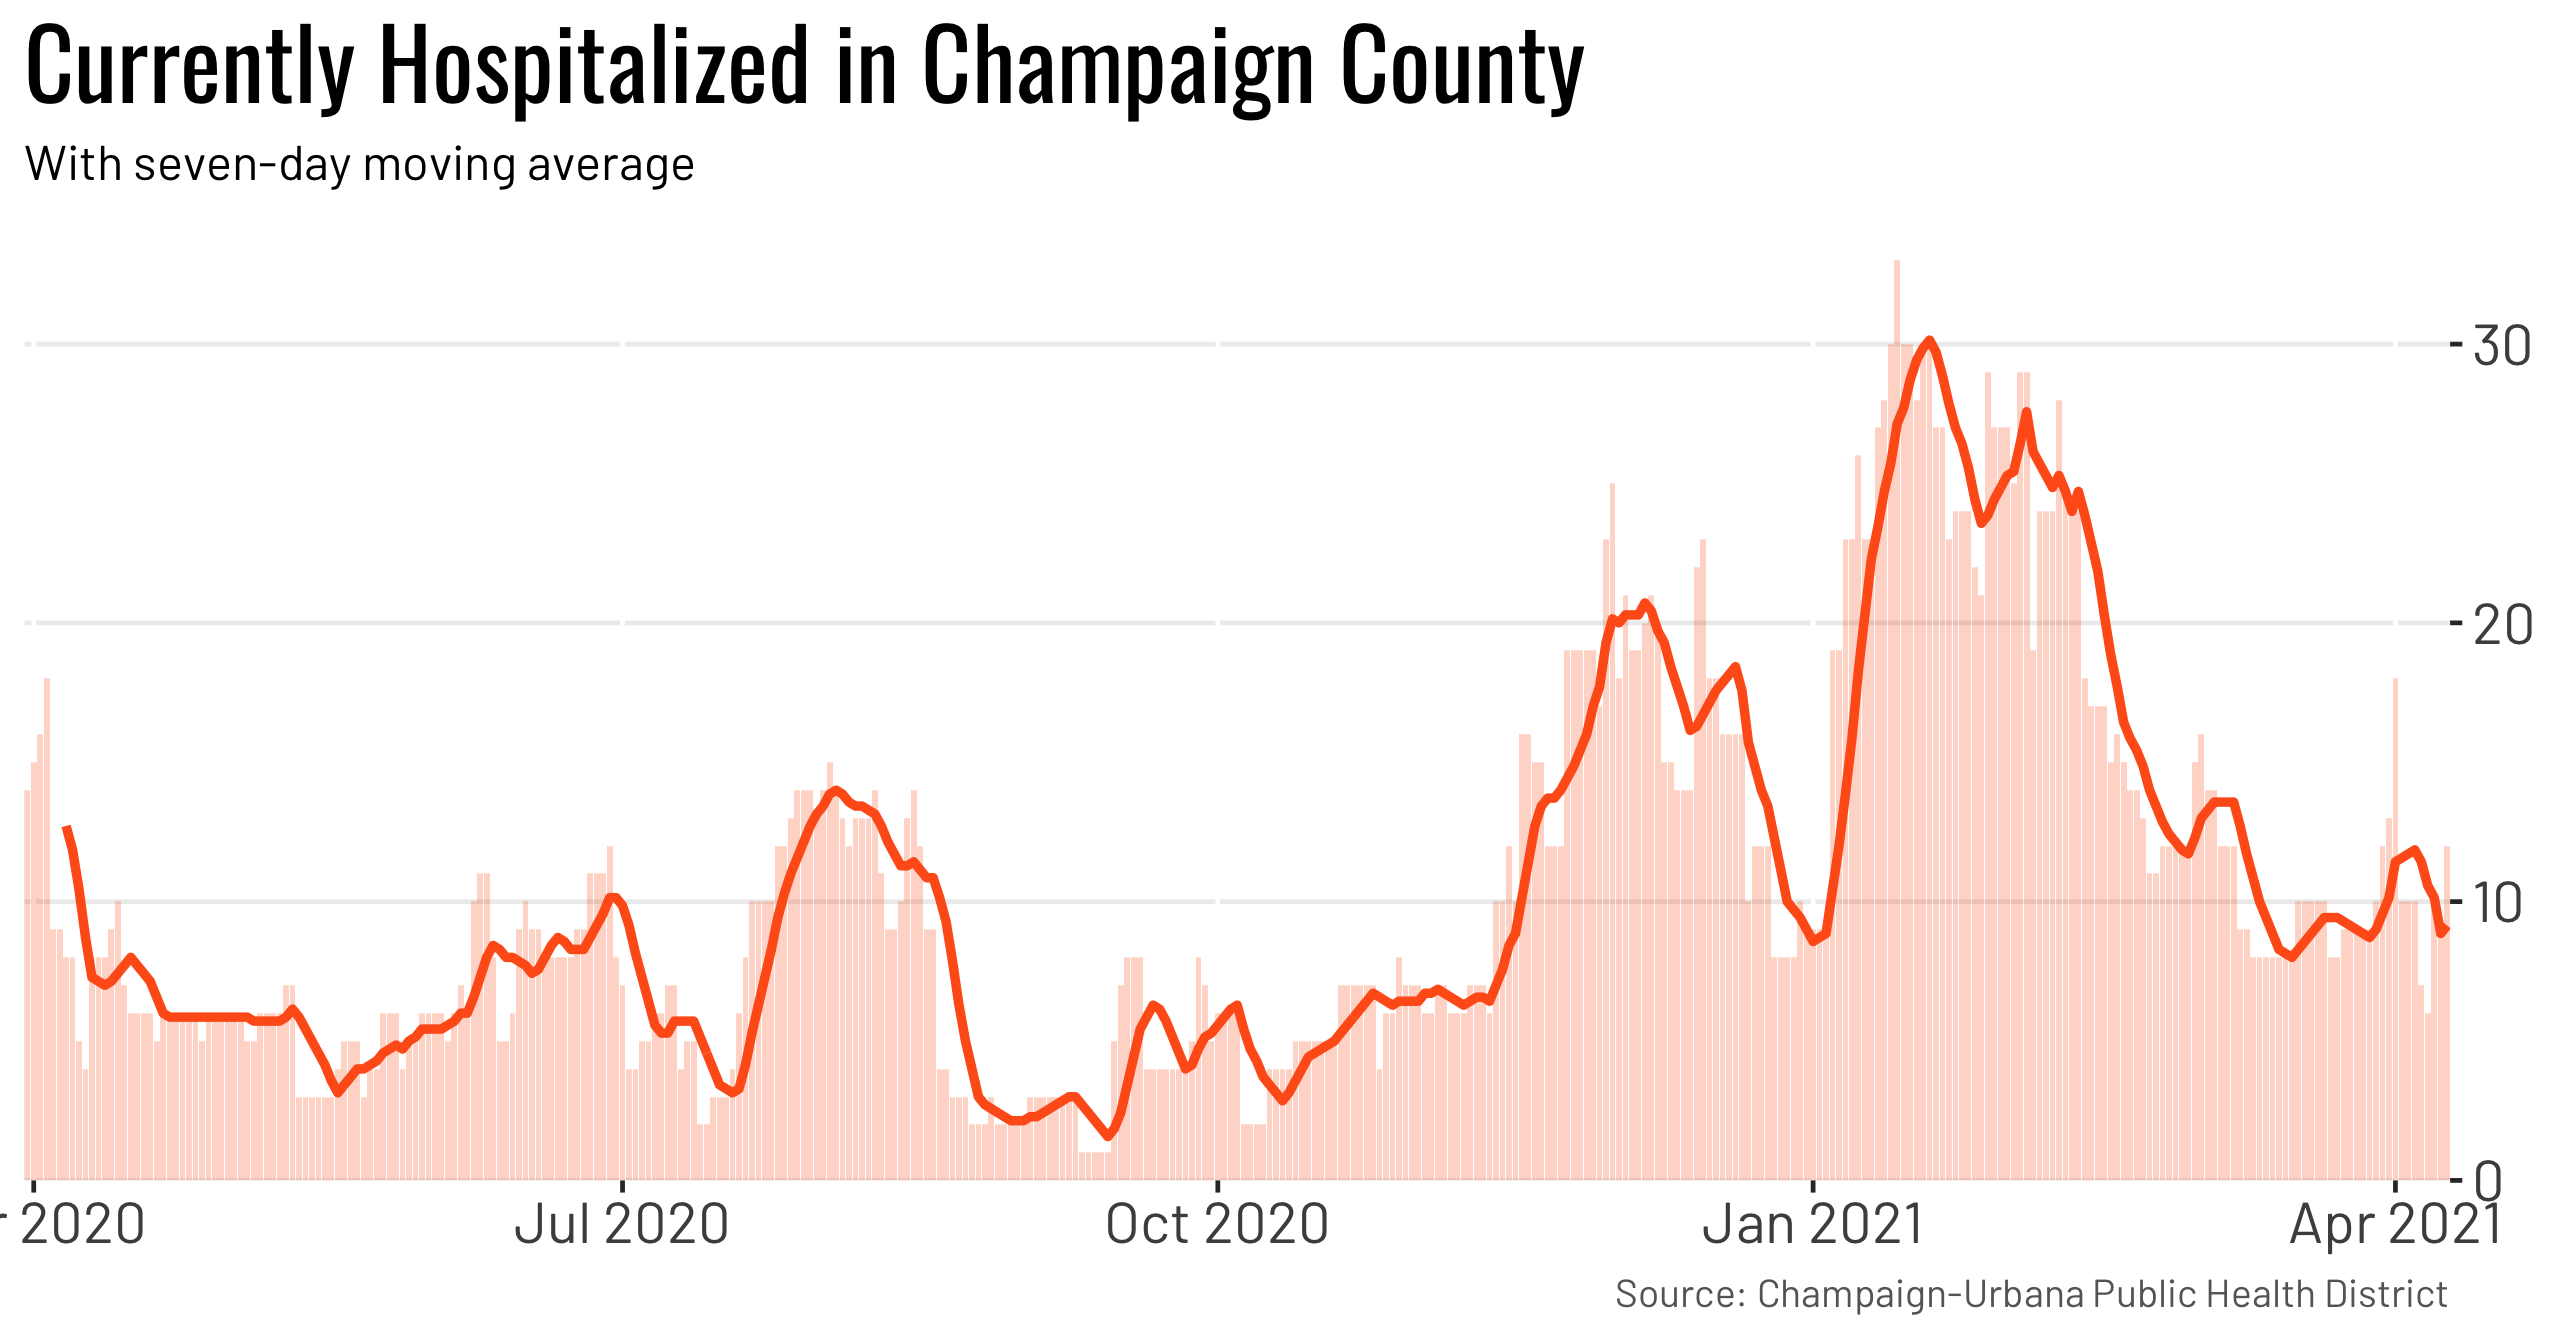 Currently Hospitalized in Champaign County
With seven-day moving average
30
20
10
0
2020
Jul 2020
Oct 2020
Jan 2021
Apr 2021
Source: Champaign-Urbana Public Health District